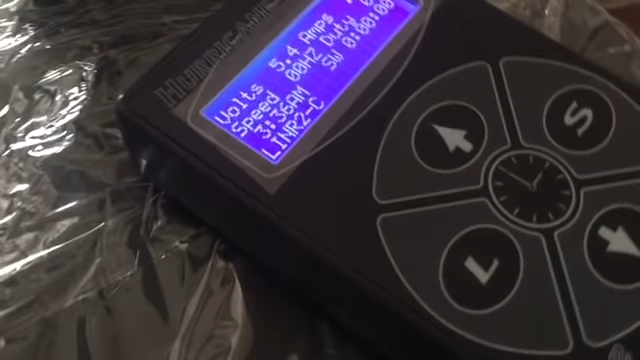 HURRICANE
Volts 5.4 Amps
Speed 00HZ Duty
3:36AM SW 0:00:00
LINR2-C
S
L